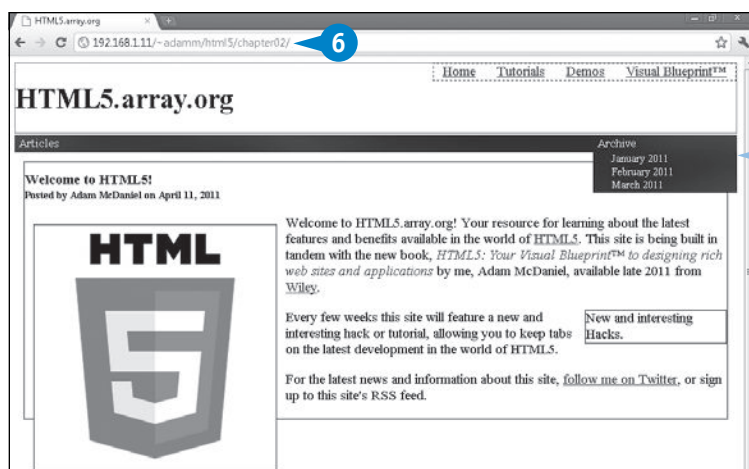 HTML5.array.org
192.168.1.11/~adamm/html5/chapter02/
6
Home Tutorials Demos Visual Blueprint™
HTML5.array.org
Articles
Archive
January 2011
February 2011
March 2011
Welcome to HTML5!
Posted by Adam McDaniel on April 11, 2011
HTML
5
Welcome to HTML5.array.org! Your resource for learning about the latest
features and benefits available in the world of HTML5. This site is being built in
tandem with the new book, HTML5: Your Visual Blueprint™ to designing rich
web sites and applications by me, Adam McDaniel, available late 2011 from
Wiley.
Every few weeks this site will feature a new and
interesting hack or tutorial, allowing you to keep tabs
on the latest development in the world of HTML5.
New and interesting
Hacks.
For the latest news and information about this site, follow me on Twitter, or sign
up to this site's RSS feed.